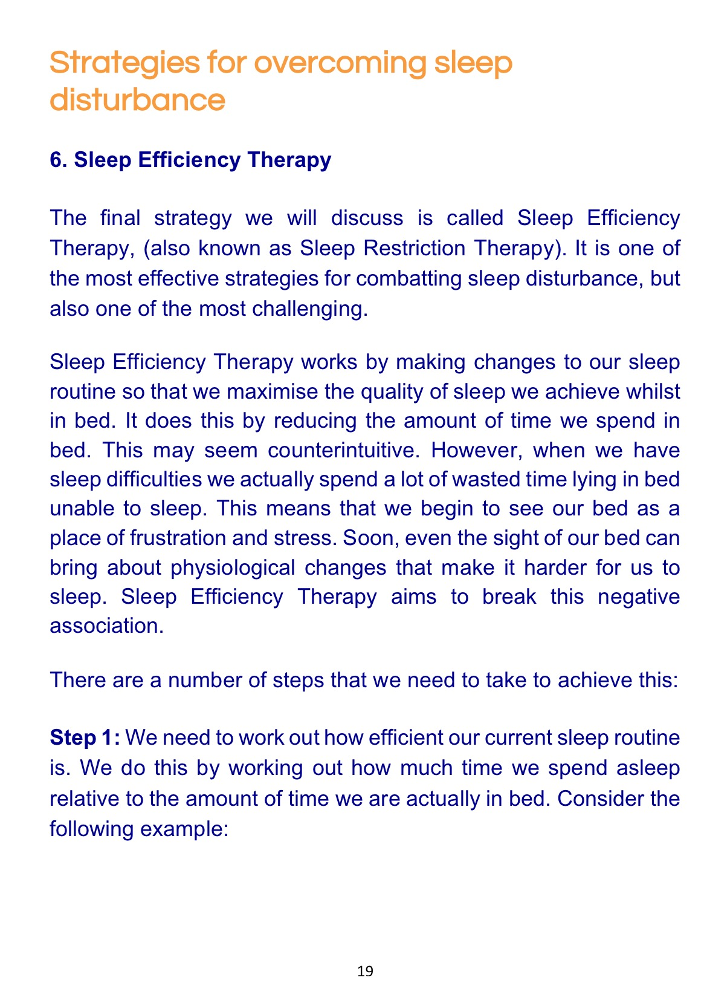 Strategies for overcoming sleep
disturbance
6. Sleep Efficiency Therapy
The final strategy we will discuss is called Sleep Efficiency
Therapy, (also known as Sleep Restriction Therapy). It is one of
the most effective strategies for combatting sleep disturbance, but
also one of the most challenging.
Sleep Efficiency Therapy works by making changes to our sleep
routine so that we maximise the quality of sleep we achieve whilst
in bed. It does this by reducing the amount of time we spend in
bed. This may seem counterintuitive. However, when we have
sleep difficulties we actually spend a lot of wasted time lying in bed
unable to sleep. This means that we begin to see our bed as a
place of frustration and stress. Soon, even the sight of our bed can
bring about physiological changes that make it harder for us to
sleep. Sleep Efficiency Therapy aims to break this negative
association.
There are a number of steps that we need to take to achieve this:
Step 1: We need to work out how efficient our current sleep routine
is. We do this by working out how much time we spend asleep
relative to the amount of time we are actually in bed. Consider the
following example:
19